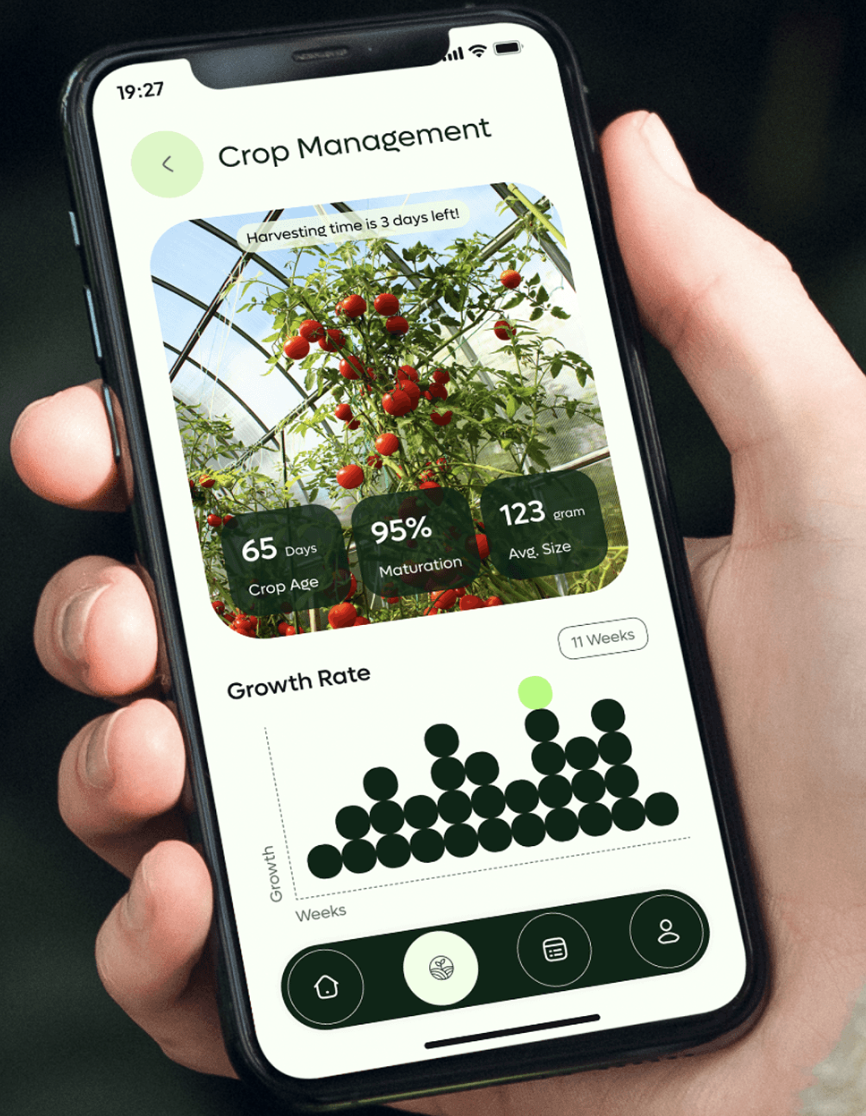 19:27
Crop Management
Harvesting time is 3 days left!
65 Days
Crop Age
95%
Maturation
123 gram
Avg. Size
11 Weeks
Growth Rate
Growth
Weeks